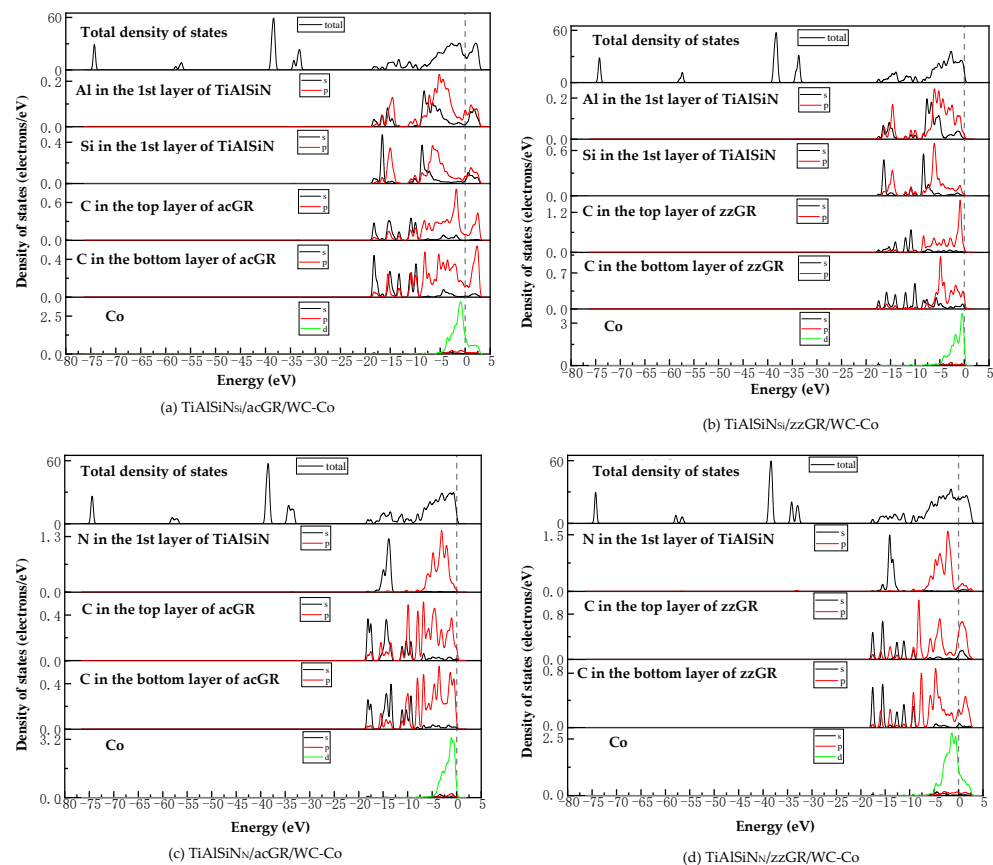 Density of states (electrons/eV)
60
30
0
Total density of states
total
0.2
0.0
Al in the 1st layer of TiAlSiN
s
p
0.4
0.0
Si in the 1st layer of TiAlSiN
s
p
0.6
0.0
C in the top layer of acGR
s
p
0.4
0.0
C in the bottom layer of acGR
s
p
2.5
0.0
Co
s
p
d
-80 -75 -70 -65 -60 -55 -50 -45 -40 -35 -30 -25 -20 -15 -10 -5 0 5
Energy (eV)
(a) TiAlSiNSi/acGR/WC-Co
Density of states (electrons/eV)
60
30
0
Total density of states
total
0.2
0.0
Al in the 1st layer of TiAlSiN
s
p
0.6
0.0
Si in the 1st layer of TiAlSiN
s
p
1.2
0.0
C in the top layer of zzGR
s
p
0.7
0.0
C in the bottom layer of zzGR
s
p
3
0
Co
s
p
d
-80 -75 -70 -65 -60 -55 -50 -45 -40 -35 -30 -25 -20 -15 -10 -5 0 5
Energy (eV)
(b) TiAlSiNSi/zzGR/WC-Co
Density of states (electrons/eV)
60
30
0
Total density of states
total
1.3
0.0
N in the 1st layer of TiAlSiN
s
p
0.4
0.0
C in the top layer of acGR
s
p
0.4
0.0
C in the bottom layer of acGR
s
p
3.2
0.0
Co
s
p
d
-80 -75 -70 -65 -60 -55 -50 -45 -40 -35 -30 -25 -20 -15 -10 -5 0 5
Energy (eV)
(c) TiAlSiNN/acGR/WC-Co
Density of states (electrons/eV)
60
30
0
Total density of states
total
1.5
0.0
N in the 1st layer of TiAlSiN
s
p
0.8
0.0
C in the top layer of zzGR
s
p
0.8
0.0
C in the bottom layer of zzGR
s
p
2.5
0.0
Co
s
p
d
-80 -75 -70 -65 -60 -55 -50 -45 -40 -35 -30 -25 -20 -15 -10 -5 0 5
Energy (eV)
(d) TiAlSiNN/zzGR/WC-Co